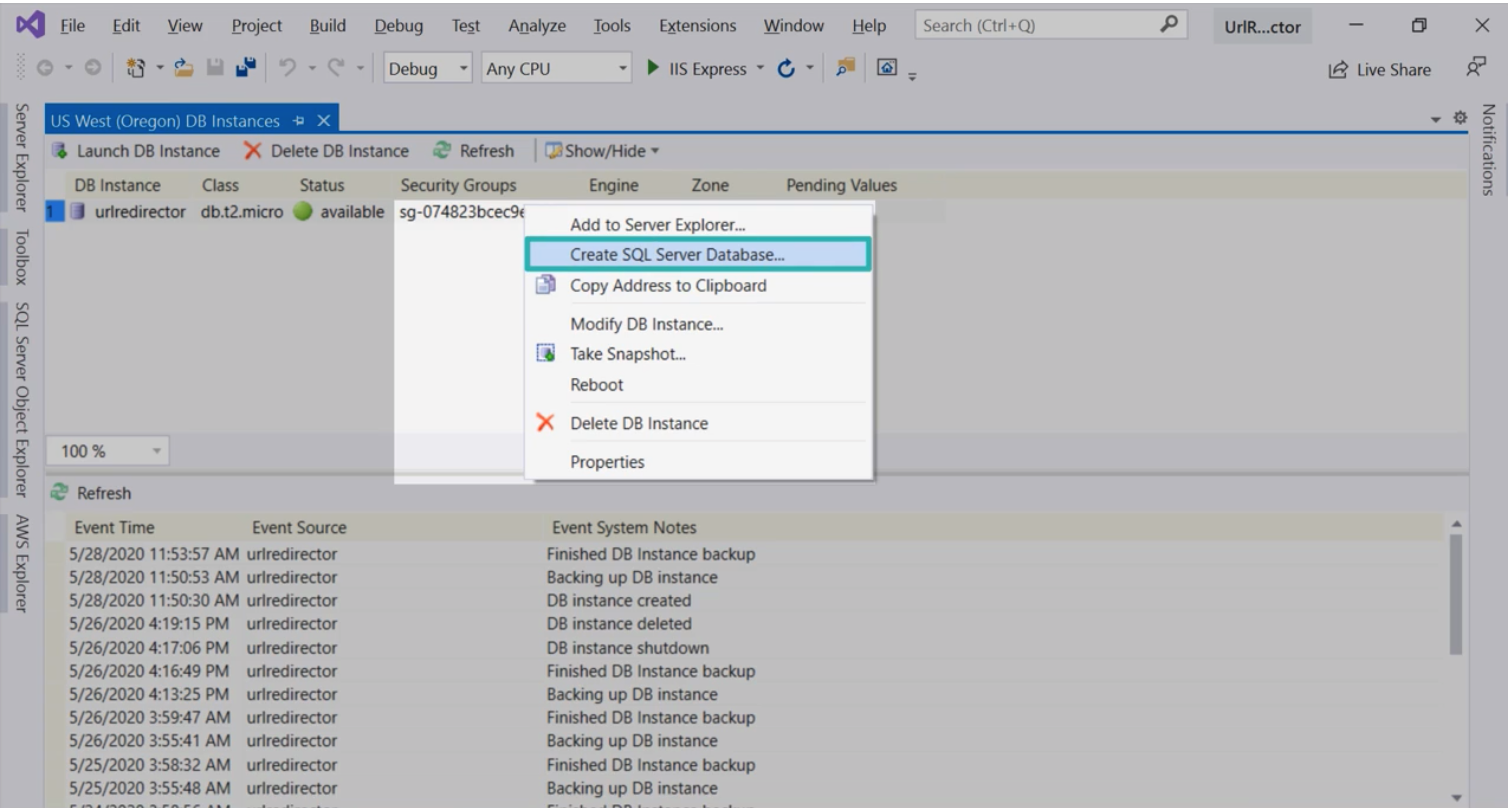 File Edit View Project Build Debug Test Analyze Tools Extensions Window Help Search (Ctrl+Q) UrlR...ctor
Debug Any CPU IIS Express Live Share
Server Explorer
Toolbox
SQL Server Object Explorer
AWS Explorer
Notifications
US West (Oregon) DB Instances
Launch DB Instance Delete DB Instance Refresh Show/Hide
DB Instance Class Status Security Groups Engine Zone Pending Values
1 urlredirector db.t2.micro available sg-074823bcec9e
Add to Server Explorer...
Create SQL Server Database...
Copy Address to Clipboard
Modify DB Instance...
Take Snapshot...
Reboot
Delete DB Instance
Properties
100 %
Refresh
Event Time Event Source Event System Notes
5/28/2020 11:53:57 AM urlredirector Finished DB Instance backup
5/28/2020 11:50:53 AM urlredirector Backing up DB instance
5/28/2020 11:50:30 AM urlredirector DB instance created
5/26/2020 4:19:15 PM urlredirector DB instance deleted
5/26/2020 4:17:06 PM urlredirector DB instance shutdown
5/26/2020 4:16:49 PM urlredirector Finished DB Instance backup
5/26/2020 4:13:25 PM urlredirector Backing up DB instance
5/26/2020 3:59:47 AM urlredirector Finished DB Instance backup
5/26/2020 3:55:41 AM urlredirector Backing up DB instance
5/25/2020 3:58:32 AM urlredirector Finished DB Instance backup
5/25/2020 3:55:48 AM urlredirector Backing up DB instance